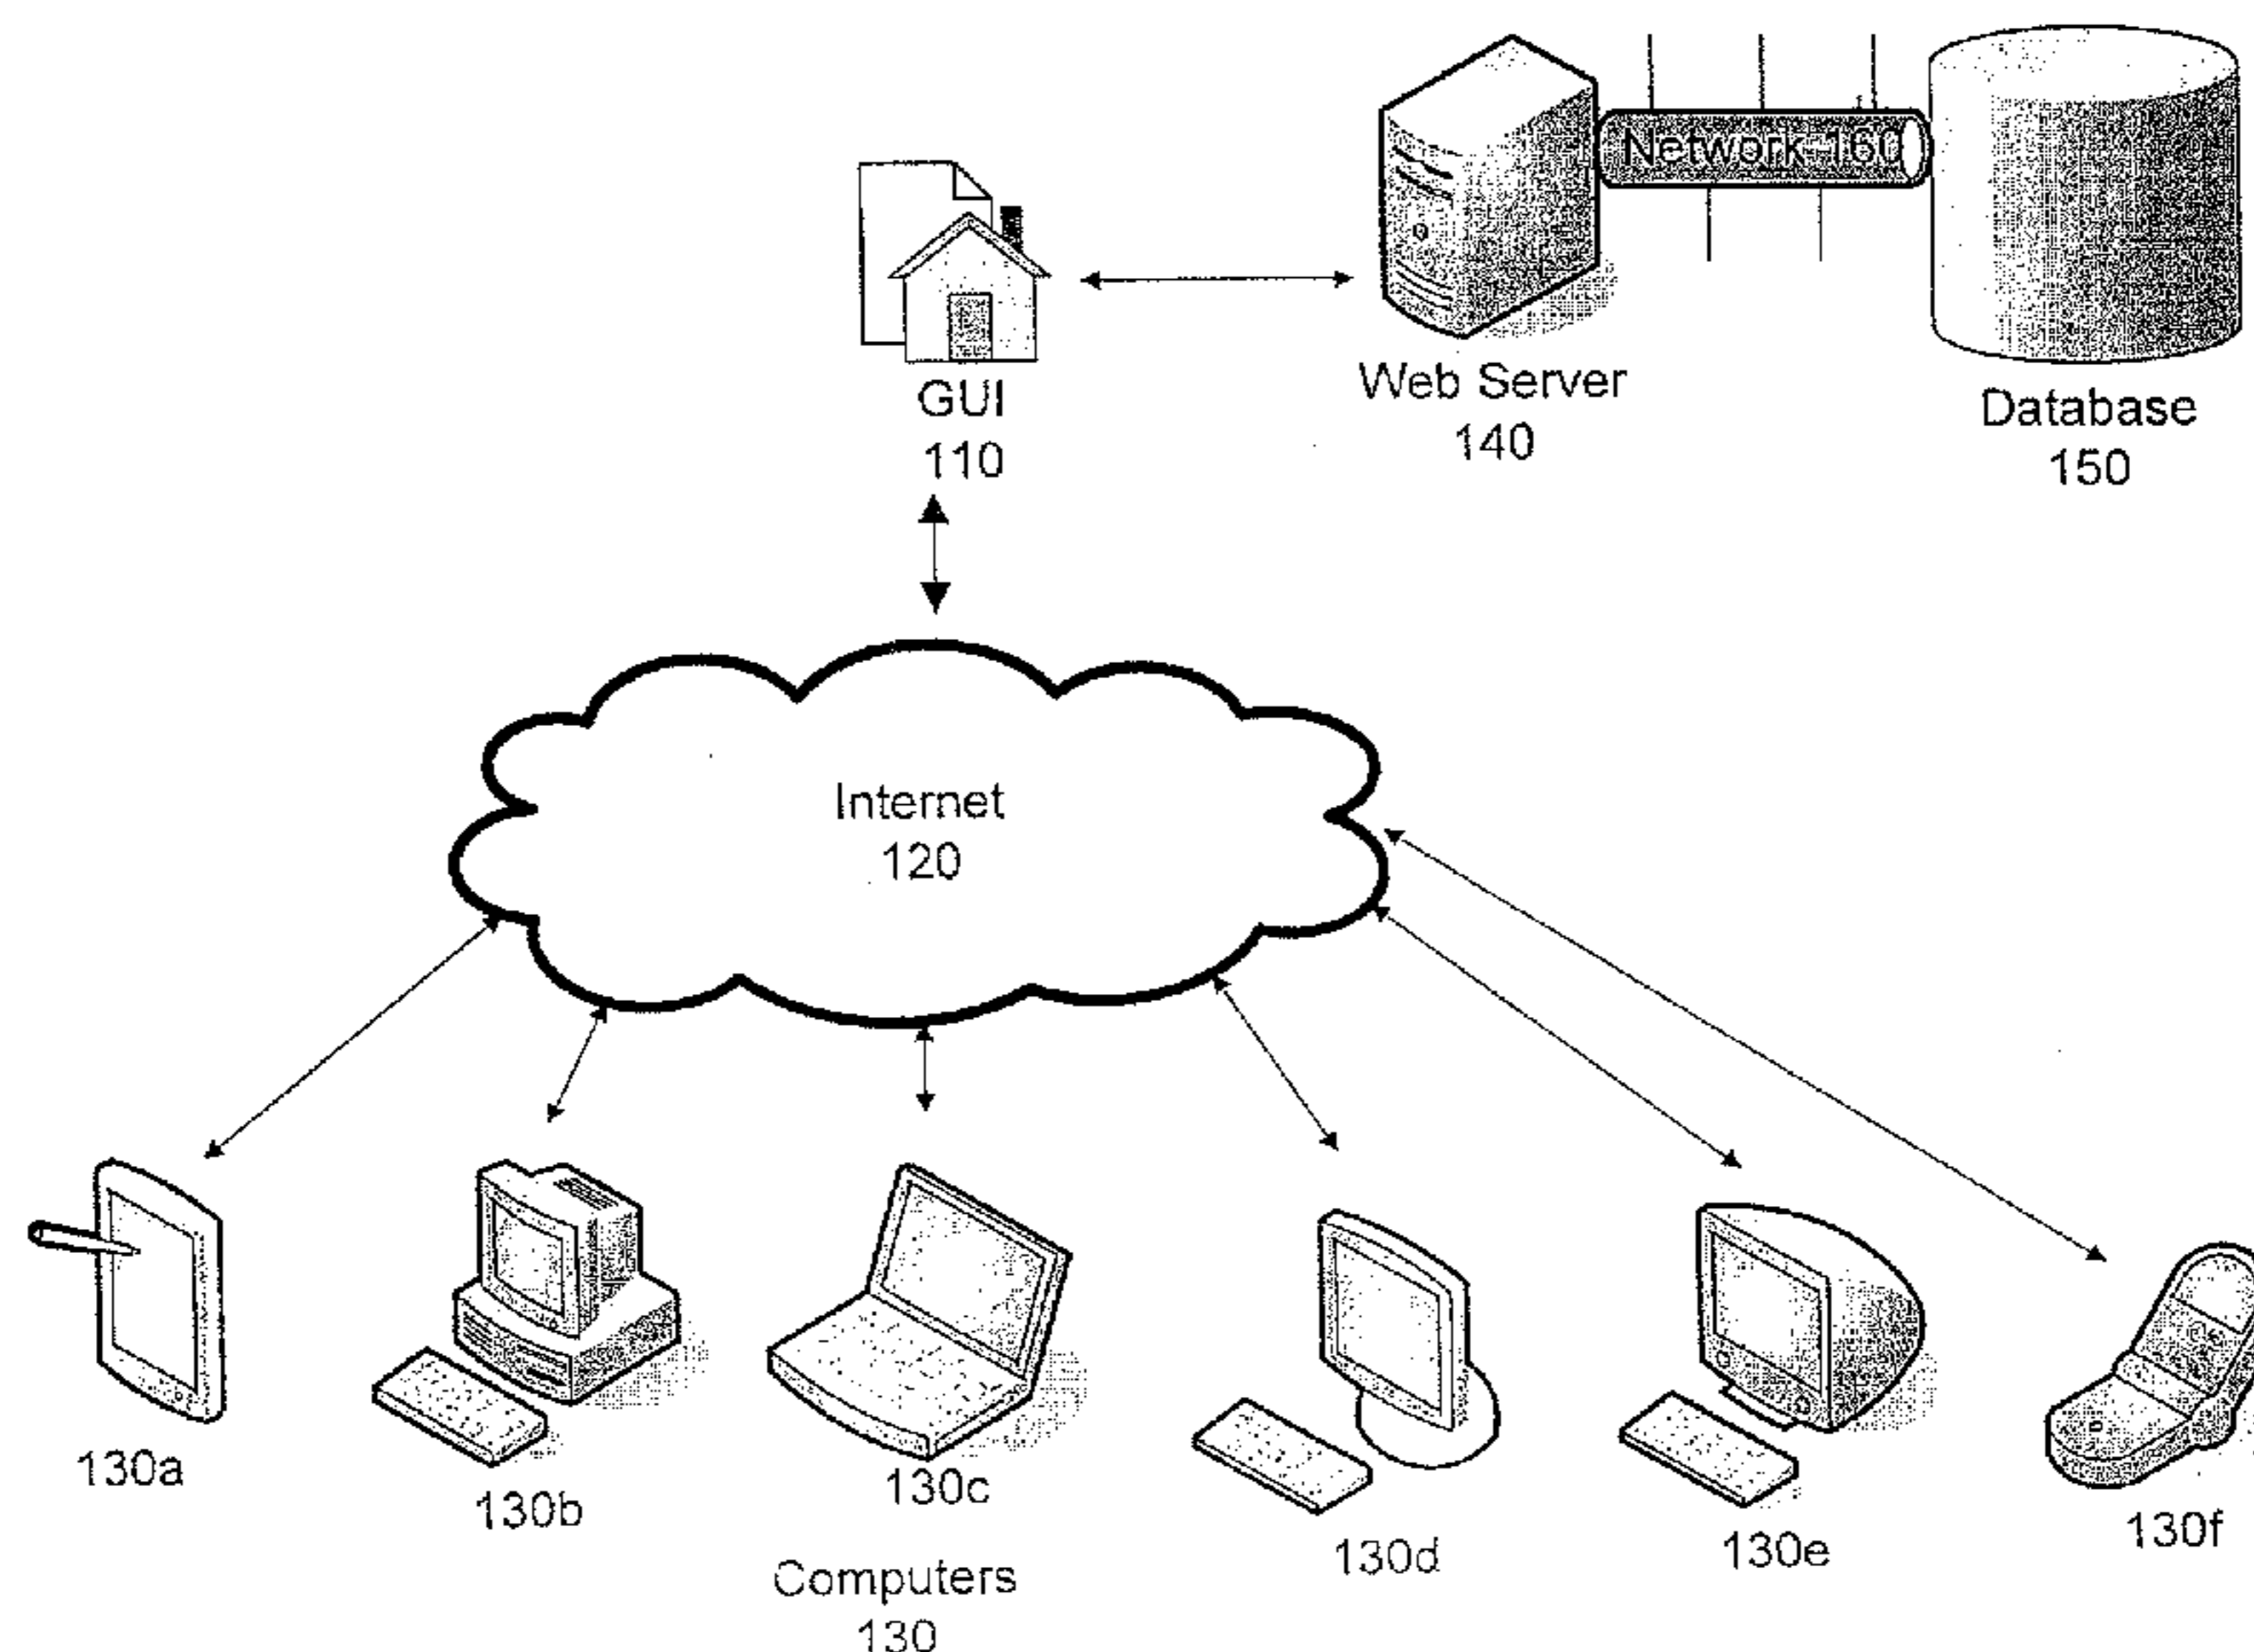 Network 160
GUI
110
Web Server
140
Database
150
Internet
120
130a
130b
130c
130d
130e
130f
Computers
130